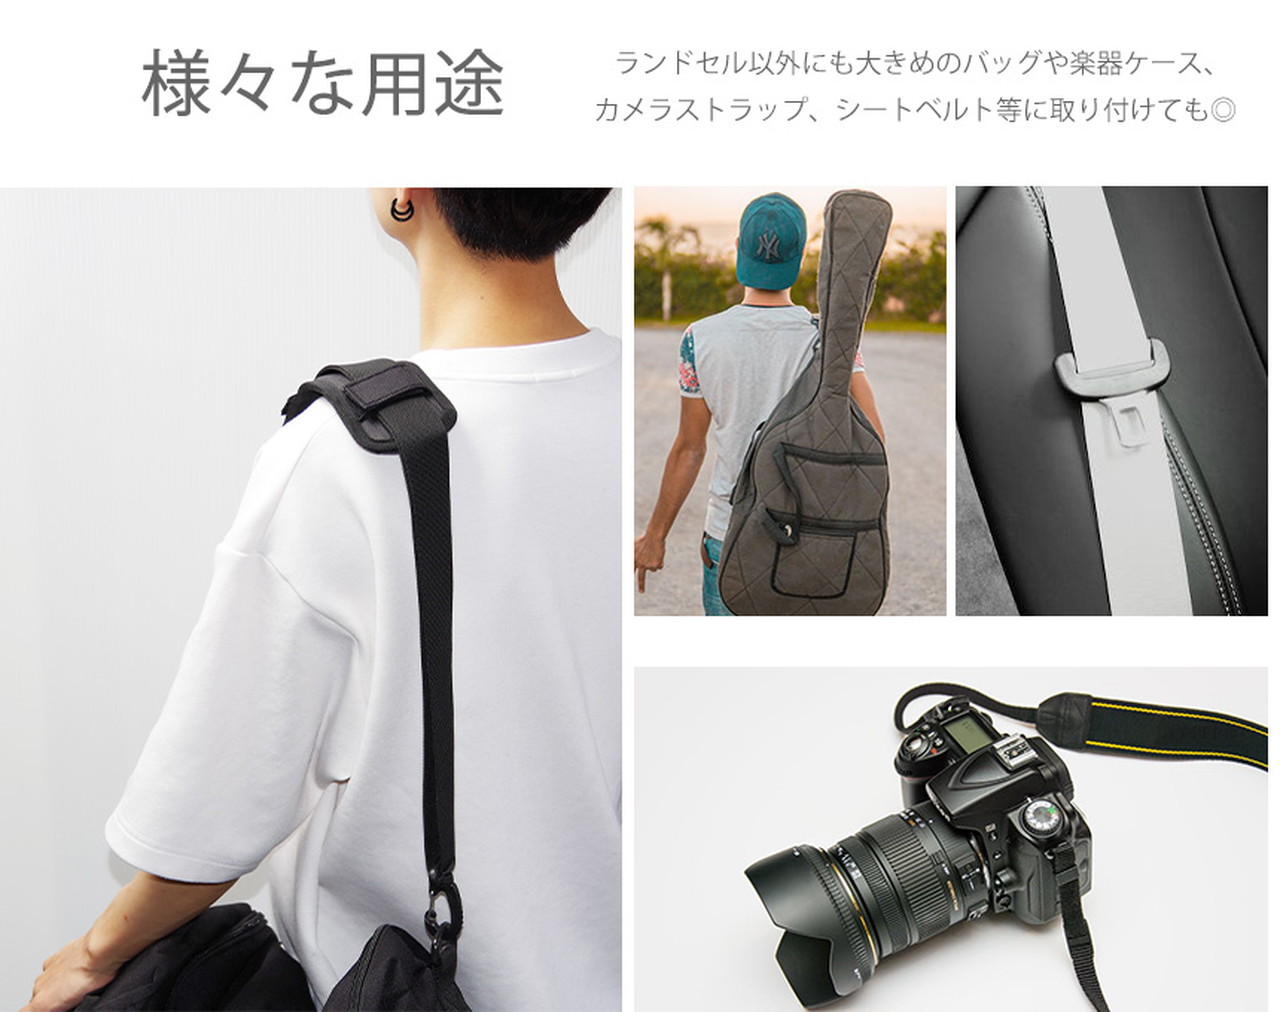 様々な用途
ランドセル以外にも大きめのバッグや楽器ケース、
カメラストラップ、シートベルト等に取り付けても◎
NY